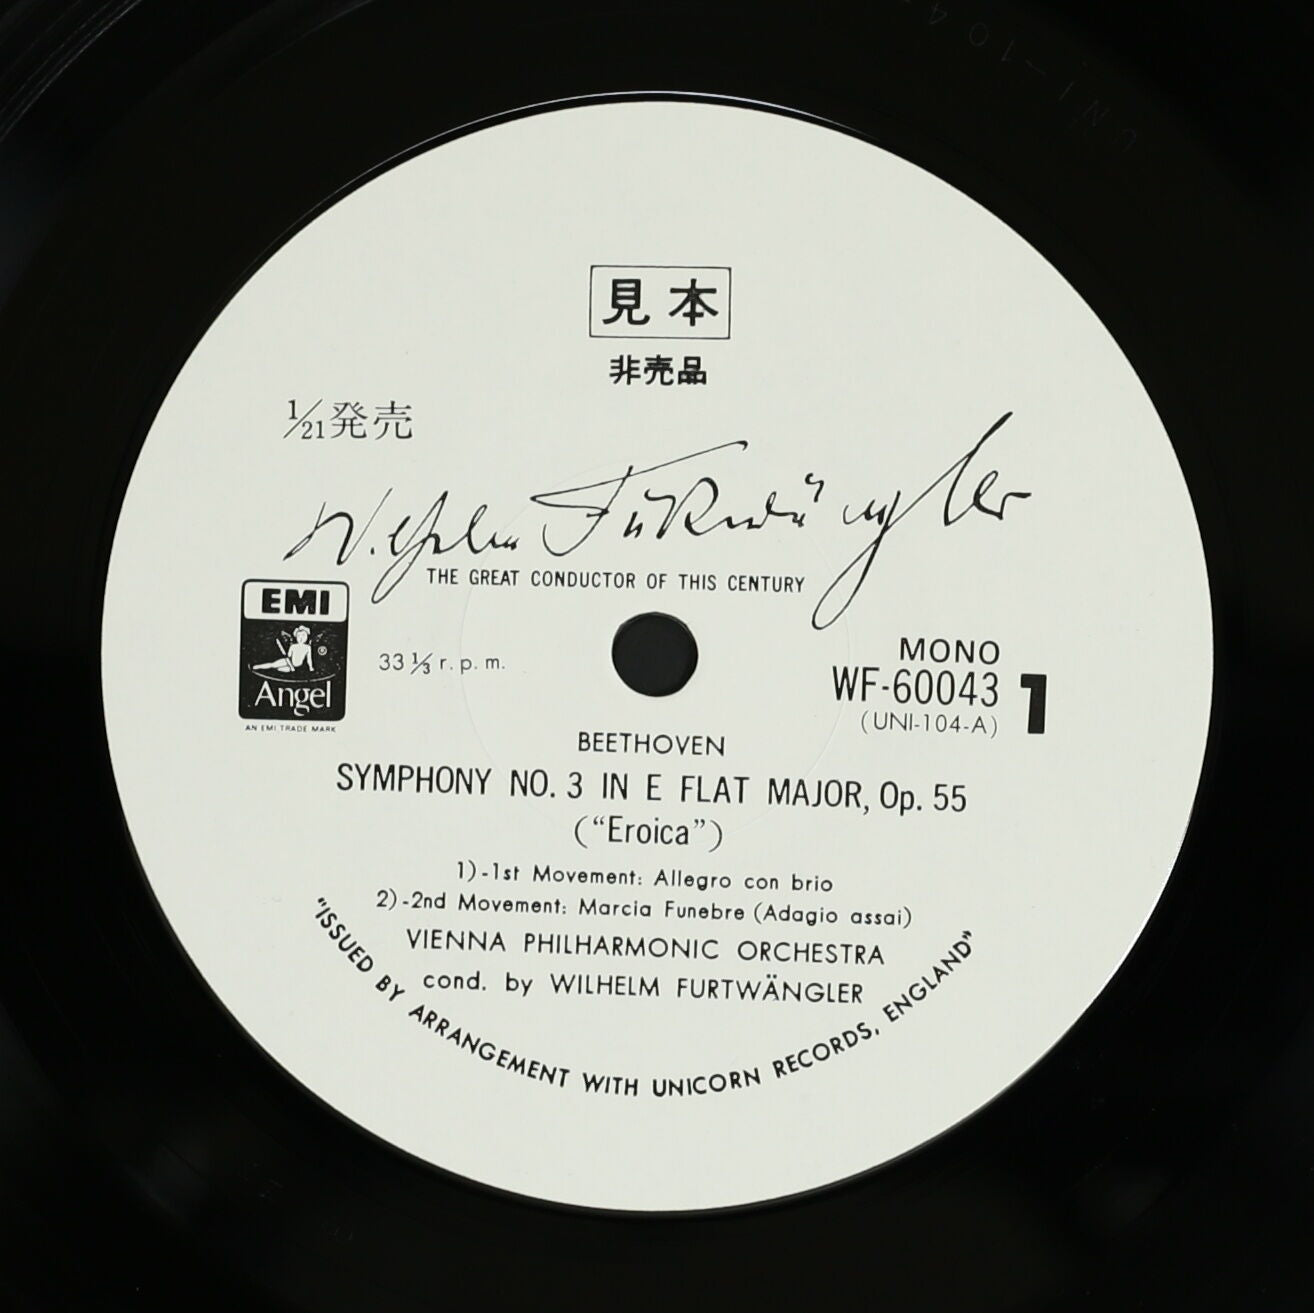 見本
非売品
1/21発売
Wilhelm Furtwängler
THE GREAT CONDUCTOR OF THIS CENTURY
EMI
®
Angel
AN EMI TRADE MARK
33 1/3 r. p. m.
MONO
WF-60043
1
(UNI-104-A)
BEETHOVEN
SYMPHONY NO. 3 IN E FLAT MAJOR, Op. 55
(“Eroica”)
1)-1st Movement: Allegro con brio
2)-2nd Movement: Marcia Funebre (Adagio assai)
VIENNA PHILHARMONIC ORCHESTRA
cond. by WILHELM FURTWÄNGLER
"ISSUED BY ARRANGEMENT WITH UNICORN RECORDS, ENGLAND"